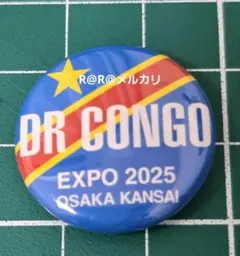 R@R@メルカリ
DR CONGO
EXPO 2025
OSAKA KANSAI